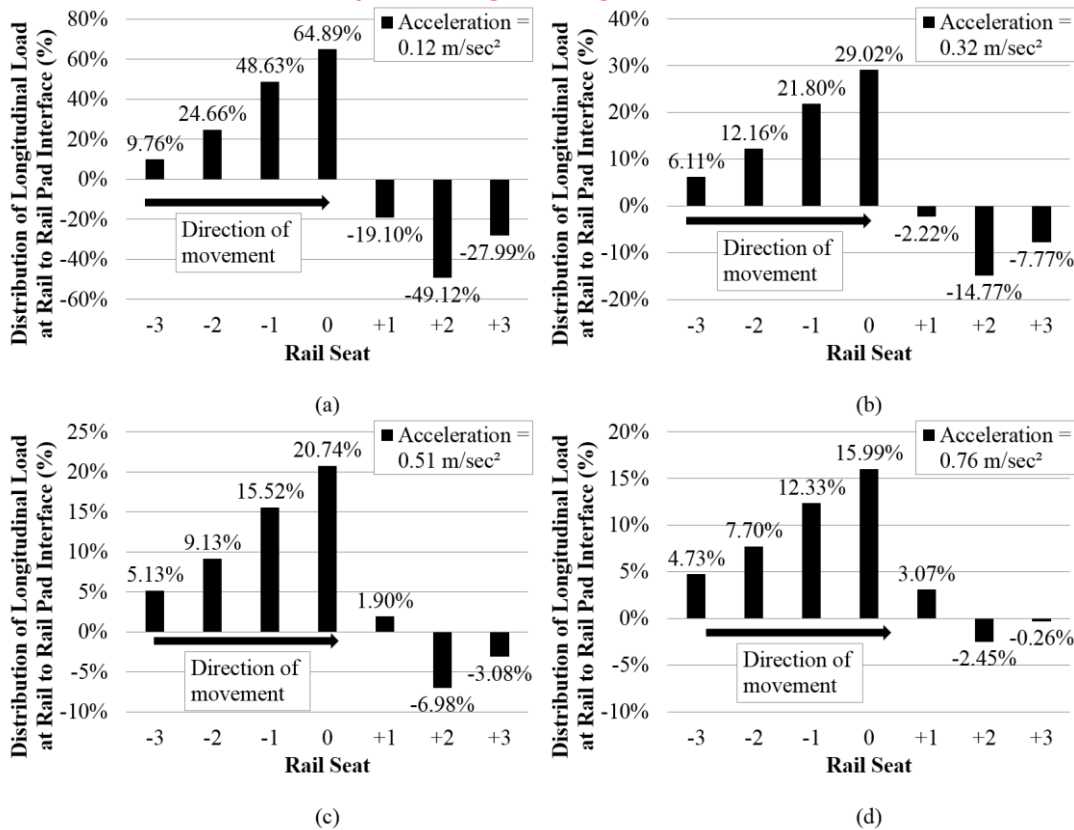 Distribution of Longitudinal Load
at Rail to Rail Pad Interface (%)
80%
60%
40%
20%
0%
-20%
-40%
-60%
9.76%
24.66%
48.63%
64.89%
-19.10%
-49.12%
-27.99%
Acceleration =
0.12 m/sec²
Direction of
movement
-3 -2 -1 0 +1 +2 +3
Rail Seat
(a)
Distribution of Longitudinal Load
at Rail to Rail Pad Interface (%)
40%
30%
20%
10%
0%
-10%
-20%
6.11%
12.16%
21.80%
29.02%
-2.22%
-14.77%
-7.77%
Acceleration =
0.32 m/sec²
Direction of
movement
-3 -2 -1 0 +1 +2 +3
Rail Seat
(b)
Distribution of Longitudinal Load
at Rail to Rail Pad Interface (%)
25%
20%
15%
10%
5%
0%
-5%
-10%
5.13%
9.13%
15.52%
20.74%
1.90%
-6.98%
-3.08%
Acceleration =
0.51 m/sec²
Direction of
movement
-3 -2 -1 0 +1 +2 +3
Rail Seat
(c)
Distribution of Longitudinal Load
at Rail to Rail Pad Interface (%)
20%
15%
10%
5%
0%
-5%
-10%
4.73%
7.70%
12.33%
15.99%
3.07%
-2.45%
-0.26%
Acceleration =
0.76 m/sec²
Direction of
movement
-3 -2 -1 0 +1 +2 +3
Rail Seat
(d)